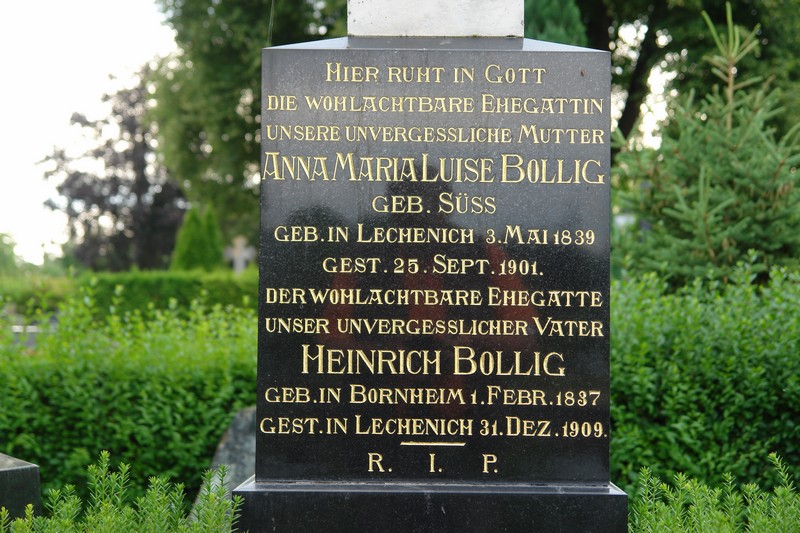 HIER RUHT IN GOTT
DIE WOHLACHTBARE EHEGATTIN
UNSERE UNVERGESSLICHE MUTTER
ANNA MARIA LUISE BOLLIG
GEB. SÜSS
GEB. IN LECHENICH 3. MAI 1839
GEST. 25. SEPT. 1901.
DER WOHLACHTBARE EHEGATTE
UNSER UNVERGESSLICHER VATER
HEINRICH BOLLIG
GEB. IN BORNHEIM 1. FEBR. 1837
GEST. IN LECHENICH 31. DEZ. 1909.
R. I. P.